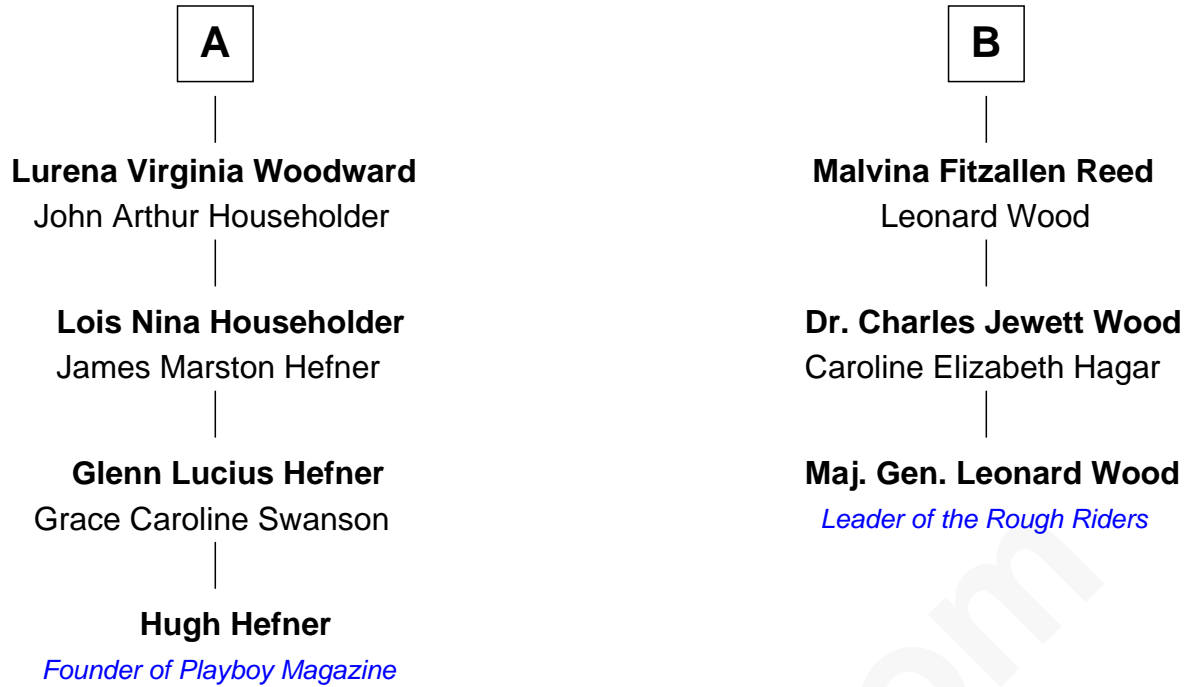 A
Lurena Virginia Woodward
John Arthur Householder
Lois Nina Householder
James Marston Hefner
Glenn Lucius Hefner
Grace Caroline Swanson
Hugh Hefner
Founder of Playboy Magazine
B
Malvina Fitzallen Reed
Leonard Wood
Dr. Charles Jewett Wood
Caroline Elizabeth Hagar
Maj. Gen. Leonard Wood
Leader of the Rough Riders
om